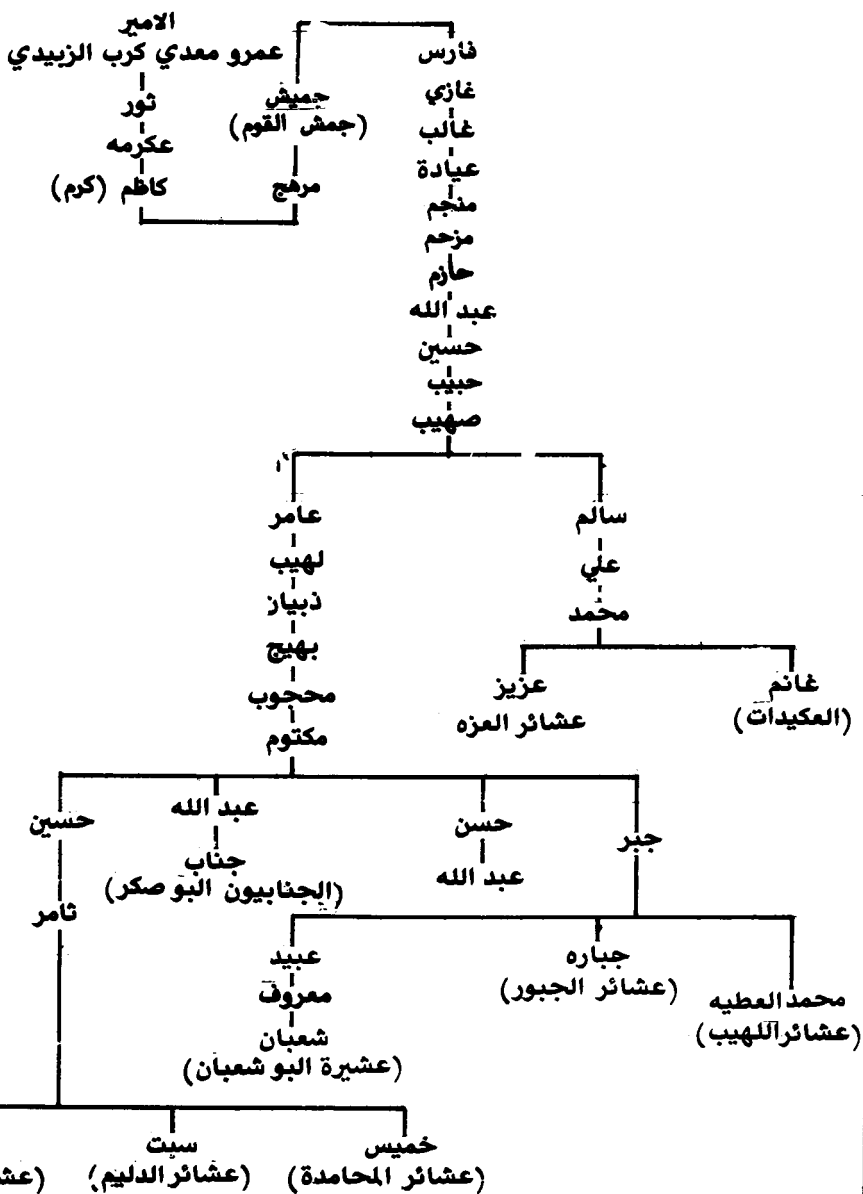 الامير
عمرو معدي كرب الزبيدي
ثور
عكرمه
كاظم (كرم)
مرهج
جميش
(جمش القوم)
فارس
غازي
غالب
عيادة
منجم
مزحم
حازم
عبد الله
حسين
حبيب
صهيب
سالم
علي
محمد
غانم
(العكيدات)
عزيز
عشائر العزه
عامر
لهيب
ذبيان
بهيج
محجوب
مكتوم
جبر
حسن
عبد الله
عبد الله
جناب
(الجنابيون البو صكر)
حسين
ثامر
محمد العطيه
(عشائر اللهيب)
جباره
(عشائر الجبور)
عبيد
معروف
شعبان
(عشيرة البو شعبان)
خميس
(عشائر المحامدة)
سبت
(عشائر الدليم)